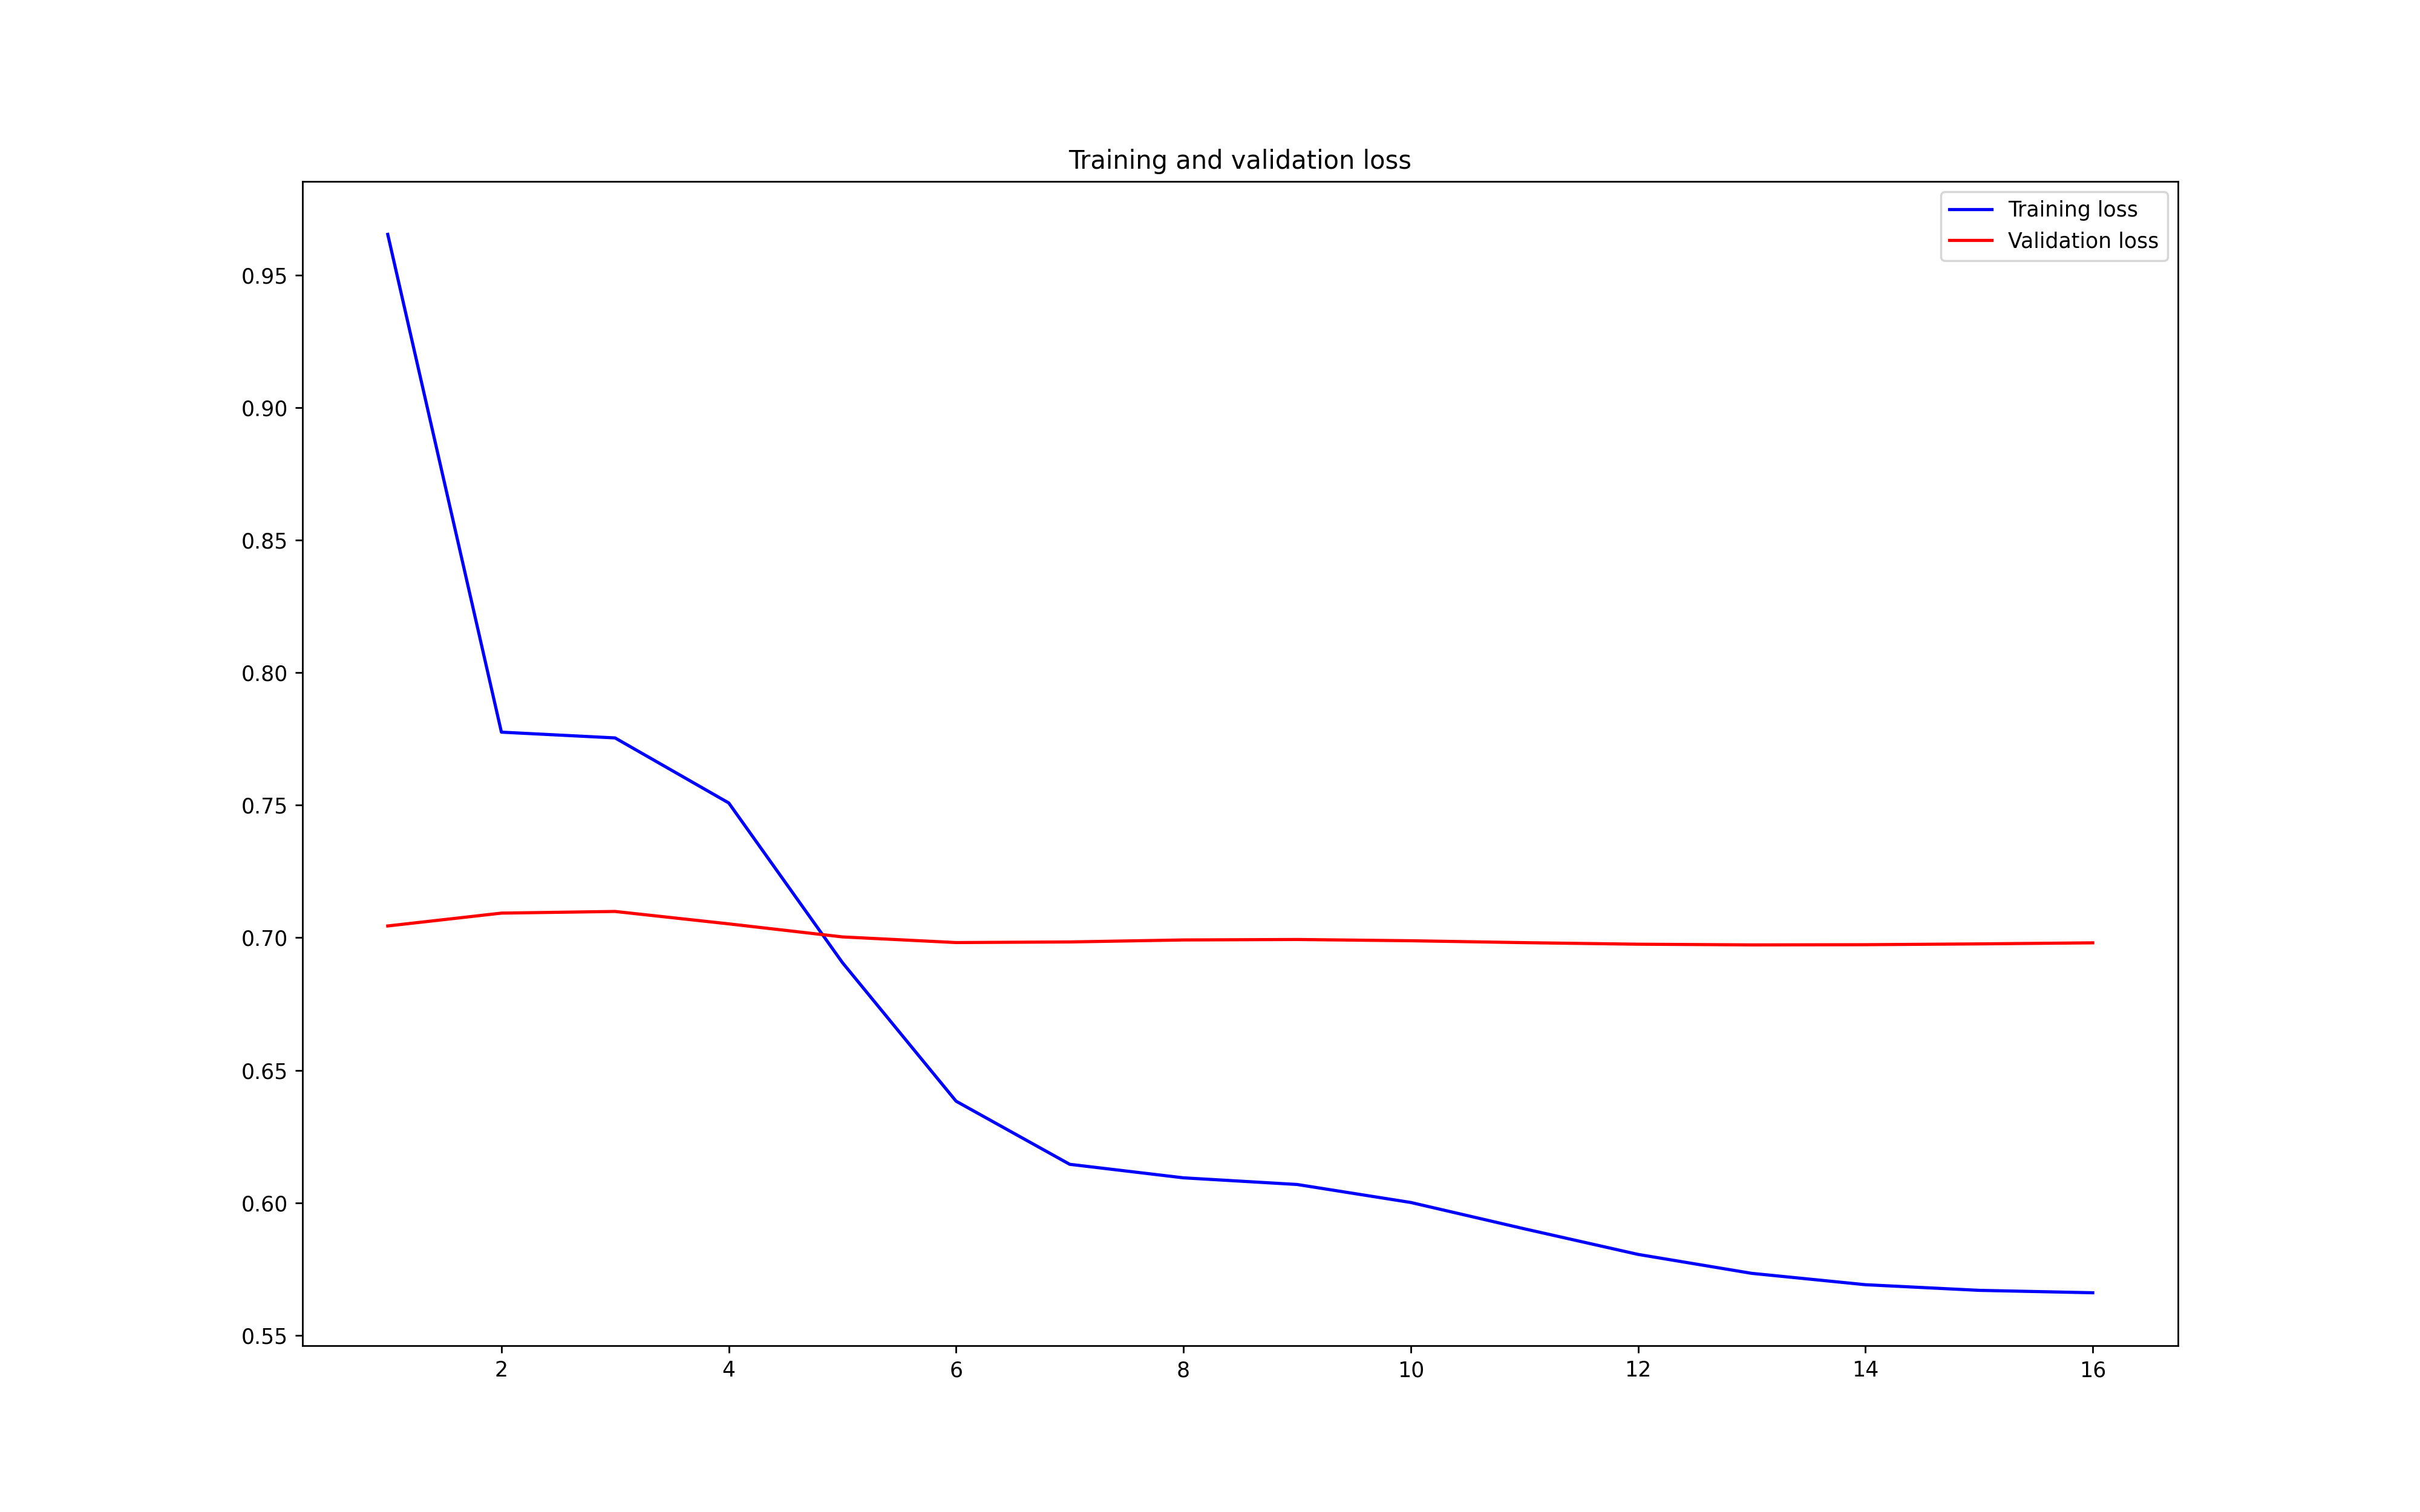 Training and validation loss
Training loss
Validation loss
0.95
0.90
0.85
0.80
0.75
0.70
0.65
0.60
0.55
2 4 6 8 10 12 14 16